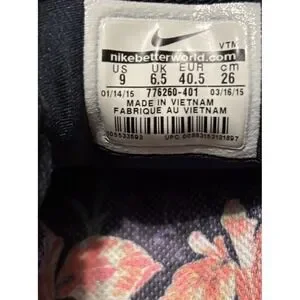 VTM
nikebetterworld.com
US UK EUR cm
9 6.5 40.5 26
01/14/15 776260-401 03/16/15
MADE IN VIETNAM
FABRIQUE AU VIETNAM